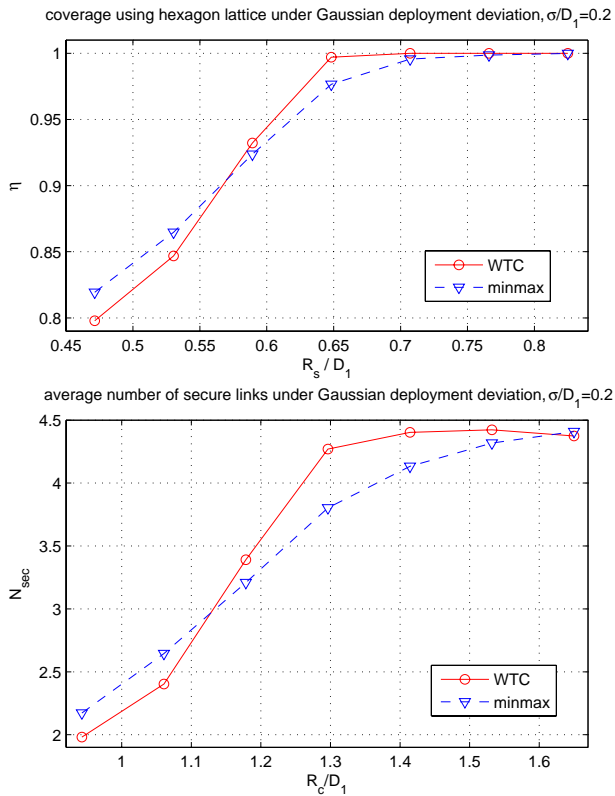 coverage using hexagon lattice under Gaussian deployment deviation, σ/D₁=0.2
1
0.95
0.9
0.85
0.8
η
0.45 0.5 0.55 0.6 0.65 0.7 0.75 0.8
R_s / D₁
WTC
minmax
average number of secure links under Gaussian deployment deviation, σ/D₁=0.2
4.5
4
3.5
3
2.5
2
N_sec
1 1.1 1.2 1.3 1.4 1.5 1.6
R_c/D₁
WTC
minmax